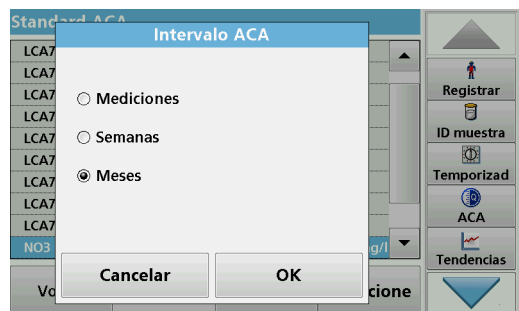 Standard ACA
Intervalo ACA
LCA7
LCA7
LCA7
LCA7
LCA7
LCA7
LCA7
LCA7
LCA7
NO3
g/l
Mediciones
Semanas
Meses
Cancelar
OK
Vo
cione
Registrar
ID muestra
Temporizad
ACA
Tendencias